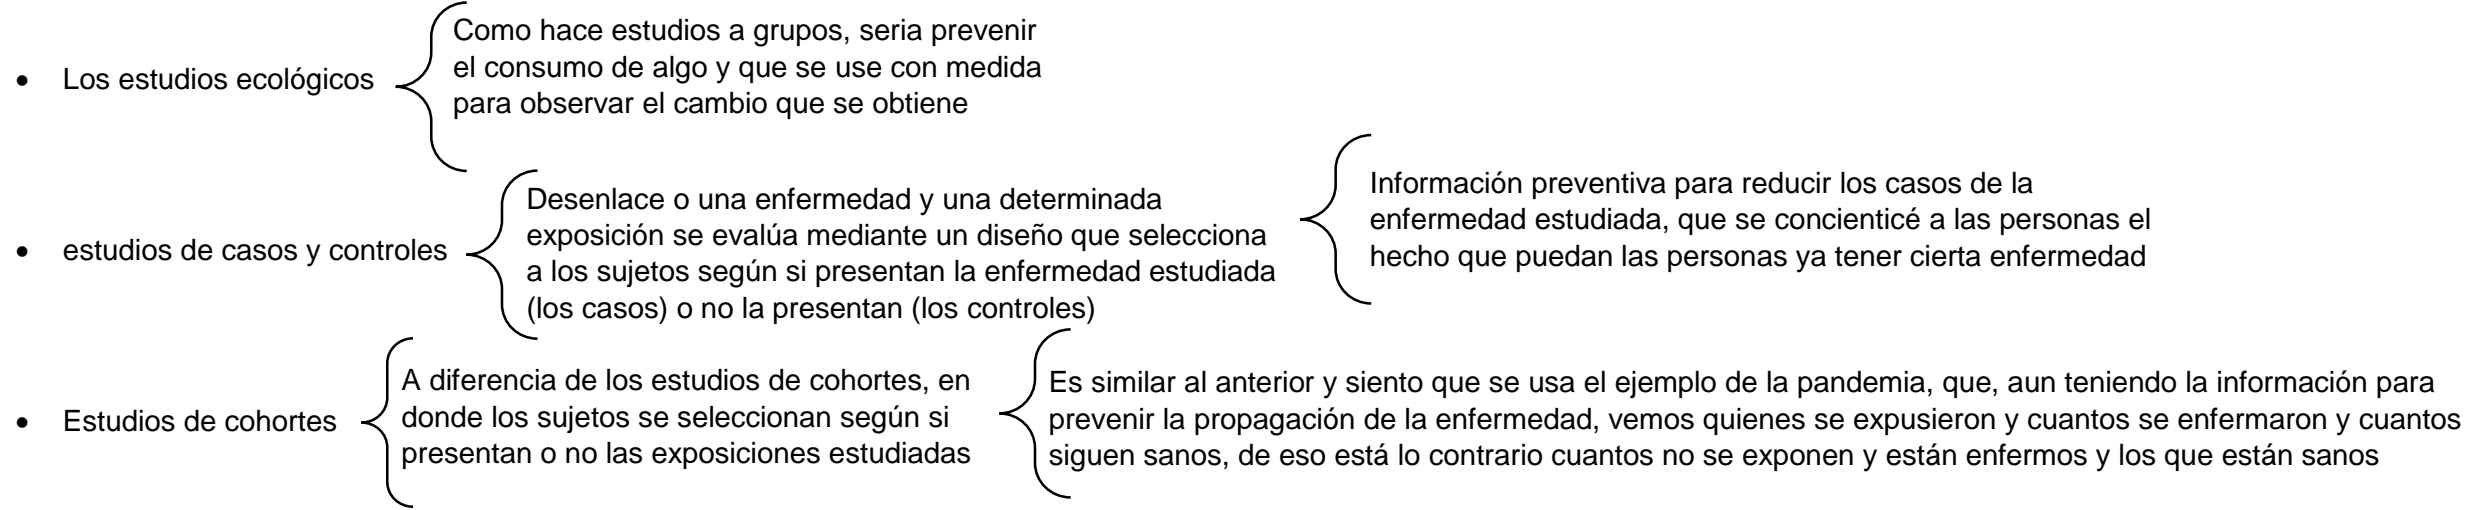 • Los estudios ecológicos
Como hace estudios a grupos, seria prevenir
el consumo de algo y que se use con medida
para observar el cambio que se obtiene
• estudios de casos y controles
Desenlace o una enfermedad y una determinada
exposición se evalúa mediante un diseño que selecciona
a los sujetos según si presentan la enfermedad estudiada
(los casos) o no la presentan (los controles)
Información preventiva para reducir los casos de la
enfermedad estudiada, que se concienticé a las personas el
hecho que puedan las personas ya tener cierta enfermedad
• Estudios de cohortes
A diferencia de los estudios de cohortes, en
donde los sujetos se seleccionan según si
presentan o no las exposiciones estudiadas
Es similar al anterior y siento que se usa el ejemplo de la pandemia, que, aun teniendo la información para
prevenir la propagación de la enfermedad, vemos quienes se expusieron y cuantos se enfermaron y cuantos
siguen sanos, de eso está lo contrario cuantos no se exponen y están enfermos y los que están sanos